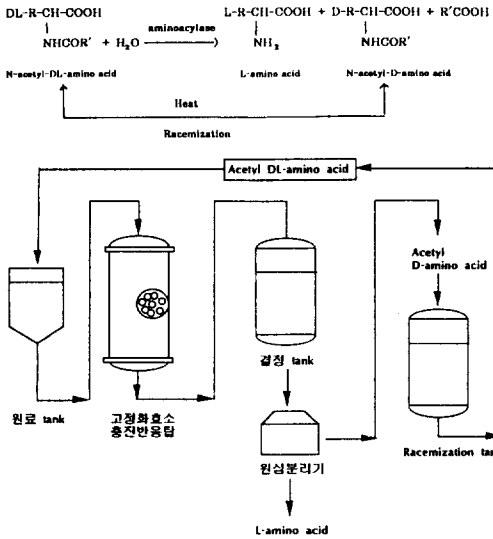 DL-R-CH-COOH aminoacylase L-R-CH-COOH + D-R-CH-COOH + R'COOH
NHCOR' + H₂O NH₂ NHCOR'
N-acetyl-DL-amino acid L-amino acid N-acetyl-D-amino acid
Heat
Racemization
Acetyl DL-amino acid
Acetyl
D-amino acid
원료 tank
고정화효소
충진반응탑
결정 tank
원심분리기
Racemization tan
L-amino acid